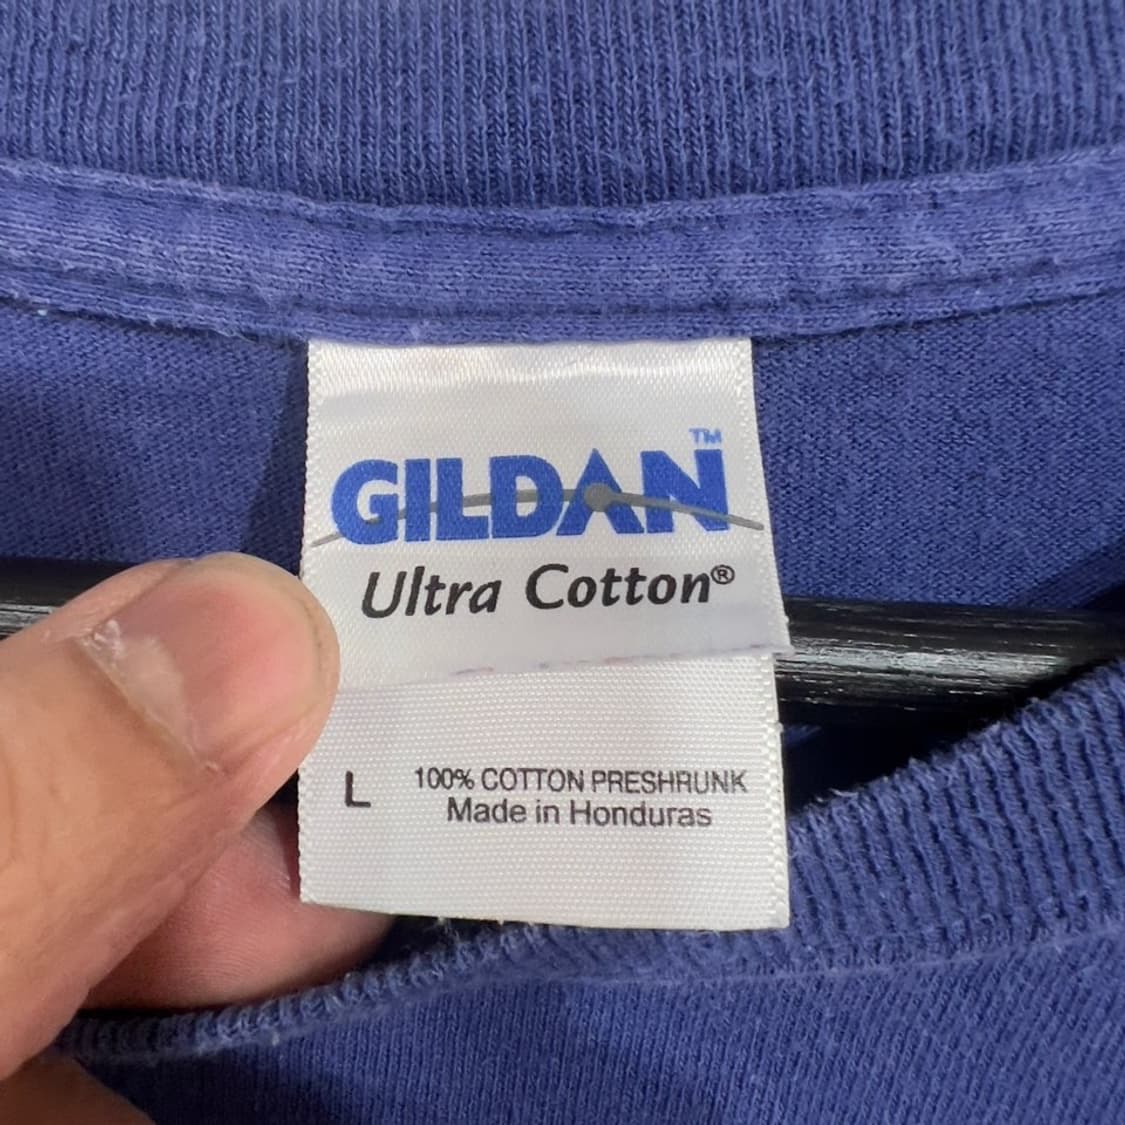 GILDAN™
Ultra Cotton®
L 100% COTTON PRESHRUNK
Made in Honduras